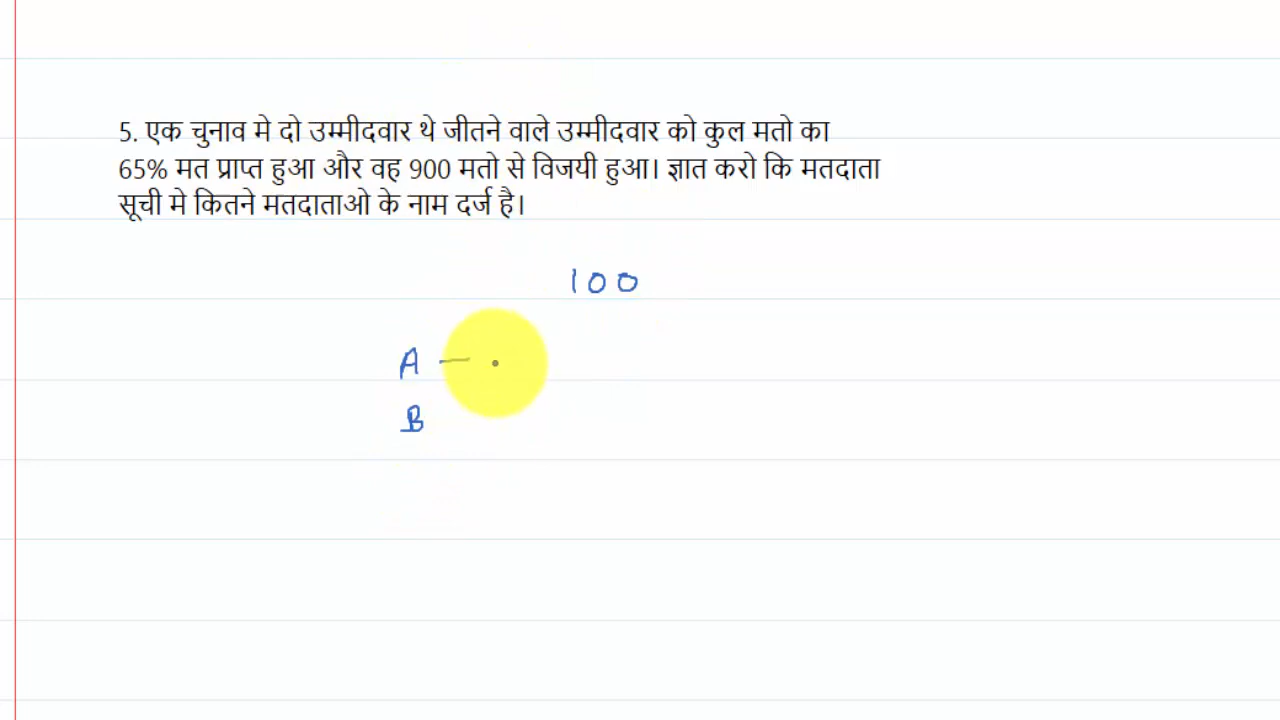 5. एक चुनाव मे दो उम्मीदवार थे जीतने वाले उम्मीदवार को कुल मतो का
65% मत प्राप्त हुआ और वह 900 मतो से विजयी हुआ। ज्ञात करो कि मतदाता
सूची मे कितने मतदाताओ के नाम दर्ज है।
100
A —
B